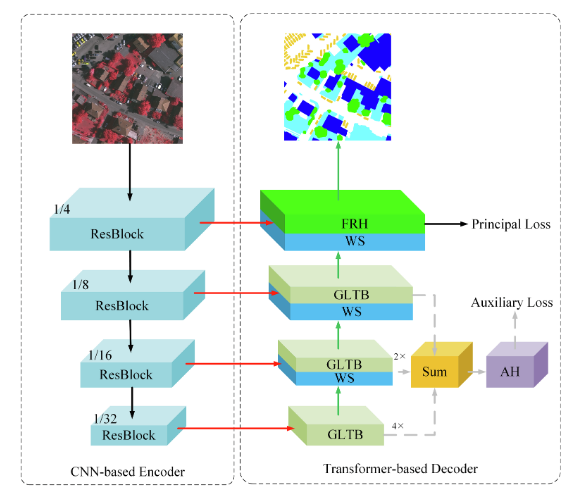 1/4
ResBlock
FRH
WS
Principal Loss
1/8
ResBlock
GLTB
WS
Auxiliary Loss
1/16
ResBlock
GLTB
WS
2×
Sum
AH
1/32
ResBlock
GLTB
4×
CNN-based Encoder
Transformer-based Decoder